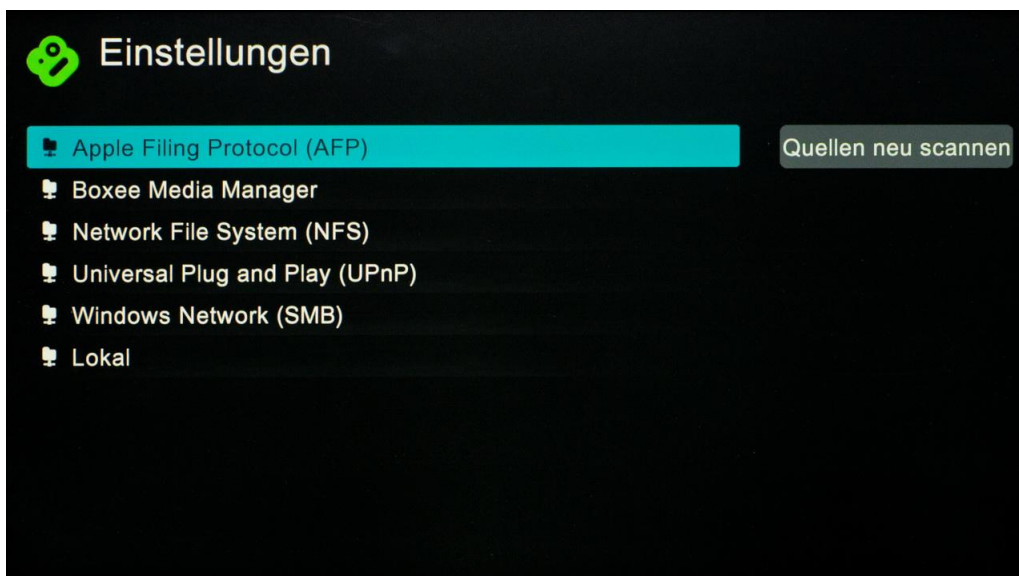 Einstellungen
Apple Filing Protocol (AFP)
Quellen neu scannen
Boxee Media Manager
Network File System (NFS)
Universal Plug and Play (UPnP)
Windows Network (SMB)
Lokal